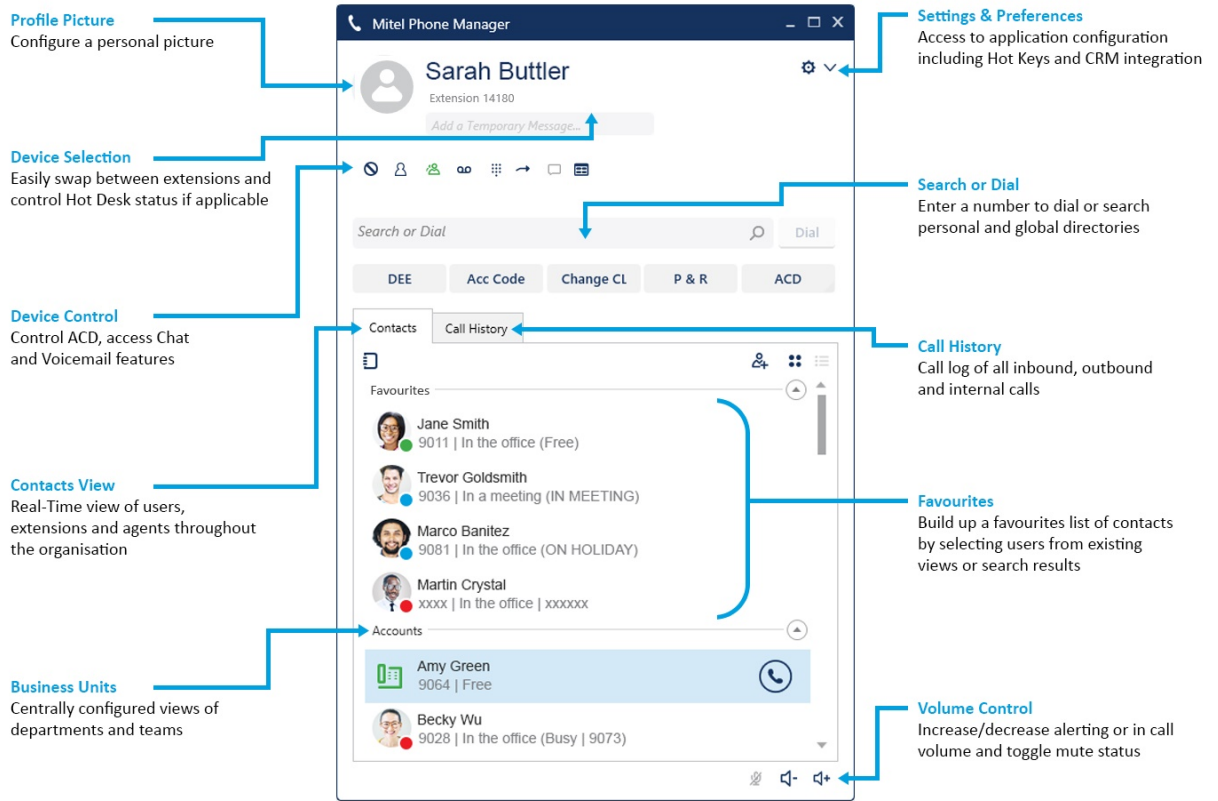 Profile Picture
Configure a personal picture
Device Selection
Easily swap between extensions and
control Hot Desk status if applicable
Device Control
Control ACD, access Chat
and Voicemail features
Contacts View
Real-Time view of users,
extensions and agents throughout
the organisation
Business Units
Centrally configured views of
departments and teams
Mitel Phone Manager
Sarah Buttler
Extension 14180
Add a Temporary Message...
Search or Dial
Dial
DEE
Acc Code
Change CL
P & R
ACD
Contacts
Call History
Favourites
Jane Smith
9011 | In the office (Free)
Trevor Goldsmith
9036 | In a meeting (IN MEETING)
Marco Banitez
9081 | In the office (ON HOLIDAY)
Martin Crystal
xxxx | In the office | xxxxxx
Accounts
Amy Green
9064 | Free
Becky Wu
9028 | In the office (Busy | 9073)
Settings & Preferences
Access to application configuration
including Hot Keys and CRM integration
Search or Dial
Enter a number to dial or search
personal and global directories
Call History
Call log of all inbound, outbound
and internal calls
Favourites
Build up a favourites list of contacts
by selecting users from existing
views or search results
Volume Control
Increase/decrease alerting or in call
volume and toggle mute status